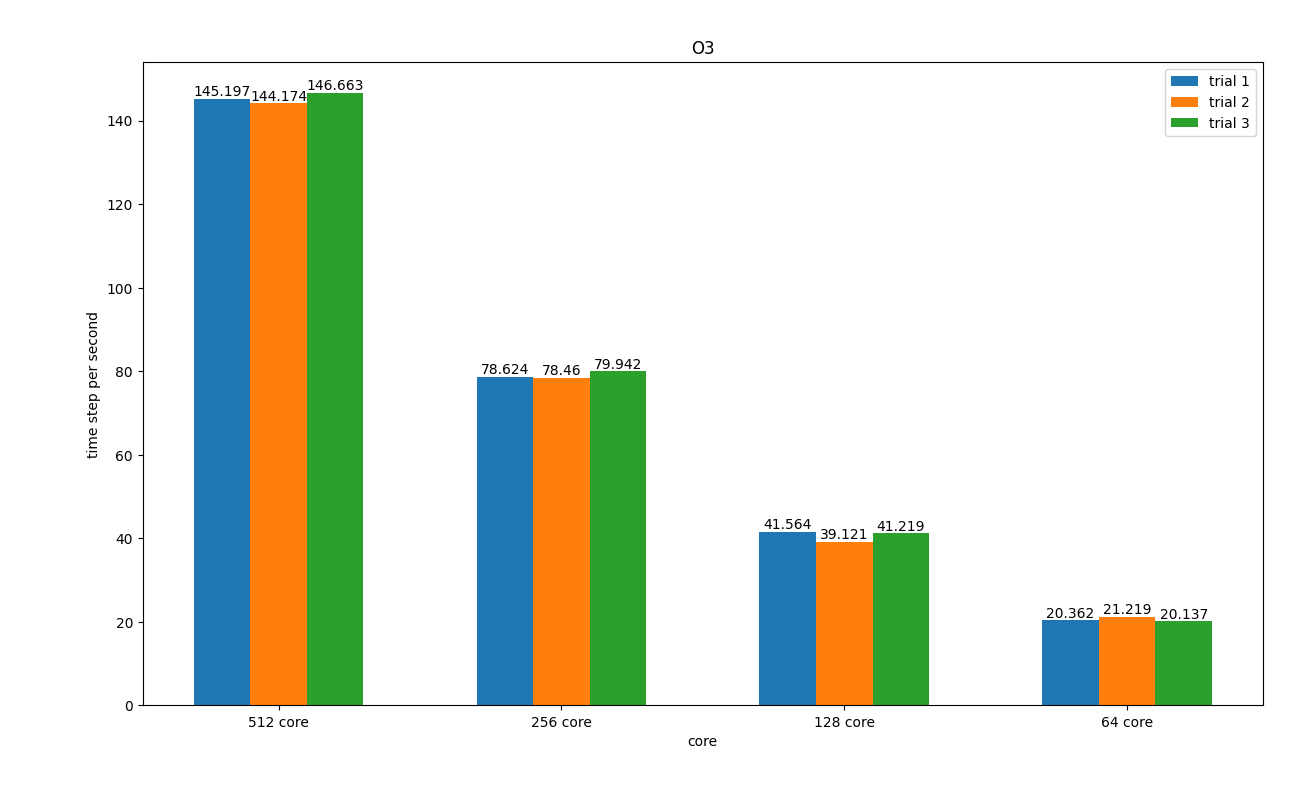 O3
trial 1
trial 2
trial 3
time step per second
140
120
100
80
60
40
20
0
145.197 144.174 146.663
78.624 78.46 79.942
41.564 39.121 41.219
20.362 21.219 20.137
512 core 256 core 128 core 64 core
core